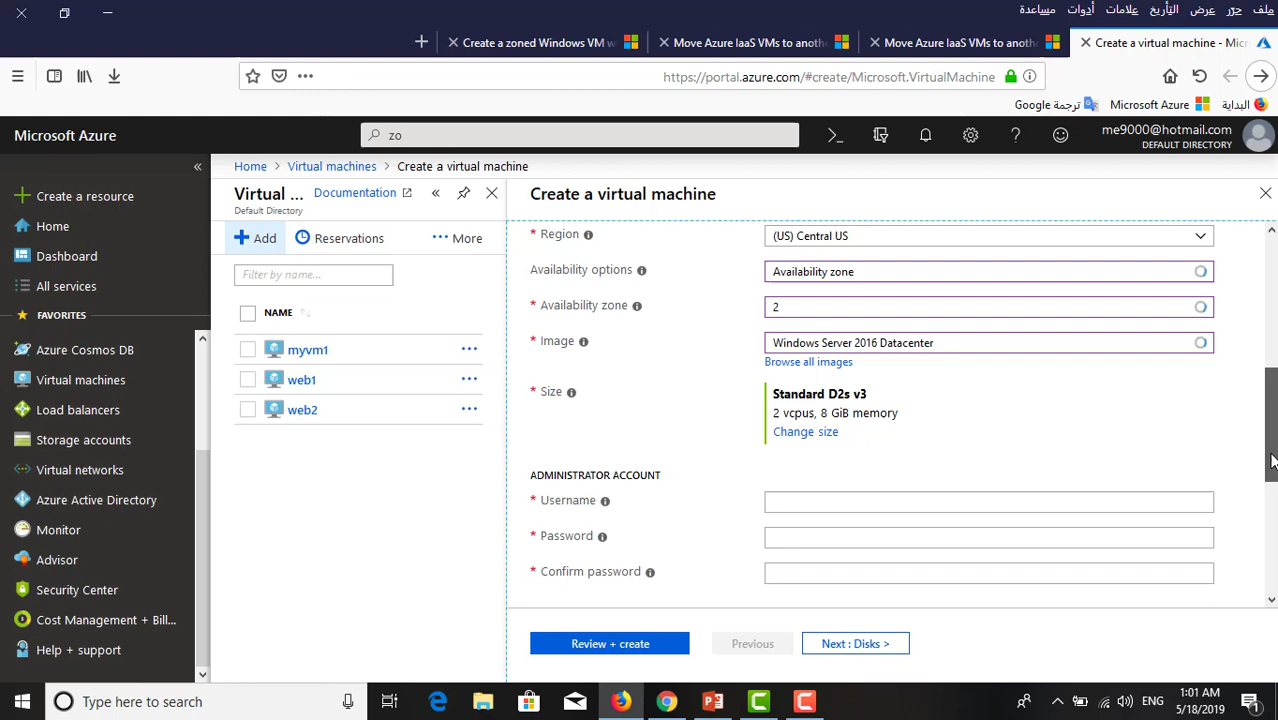 ملف حرّر عرض التأريخ علامات أدوات مساعدة
Create a zoned Windows VM w
Move Azure IaaS VMs to anoth
Move Azure IaaS VMs to anoth
Create a virtual machine - Micr
https://portal.azure.com/#create/Microsoft.VirtualMachine
البداية
Microsoft Azure
ترجمة Google
Microsoft Azure
zo
me9000@hotmail.com
DEFAULT DIRECTORY
Create a resource
Home
Dashboard
All services
FAVORITES
Azure Cosmos DB
Virtual machines
Load balancers
Storage accounts
Virtual networks
Azure Active Directory
Monitor
Advisor
Security Center
Cost Management + Bill...
Help + support
Home > Virtual machines > Create a virtual machine
Virtual ...
Documentation
Default Directory
Add
Reservations
More
Filter by name...
NAME
myvm1
web1
web2
Create a virtual machine
* Region
(US) Central US
Availability options
Availability zone
* Availability zone
2
* Image
Windows Server 2016 Datacenter
Browse all images
* Size
Standard D2s v3
2 vcpus, 8 GiB memory
Change size
ADMINISTRATOR ACCOUNT
* Username
* Password
* Confirm password
Review + create
Previous
Next : Disks >
Type here to search
ENG
1:01 AM
5/18/2019
1